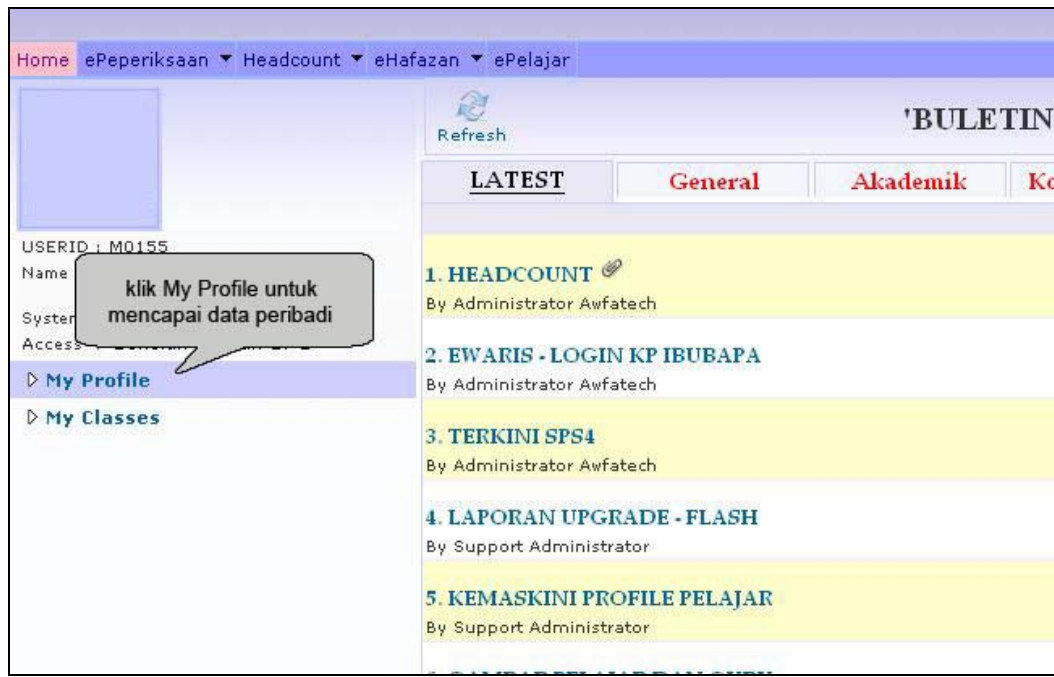 Home ePeperiksaan Headcount eHafazan ePelajar
Refresh
'BULETIN
LATEST General Akademik
USERID : M0155
Name
klik My Profile untuk
mencapai data peribadi
My Profile
My Classes
1. HEADCOUNT
By Administrator Awfatech
2. EWARIS - LOGIN KP IBUBAPA
By Administrator Awfatech
3. TERKINI SPS4
By Administrator Awfatech
4. LAPORAN UPGRADE - FLASH
By Support Administrator
5. KEMASKINI PROFILE PELAJAR
By Support Administrator